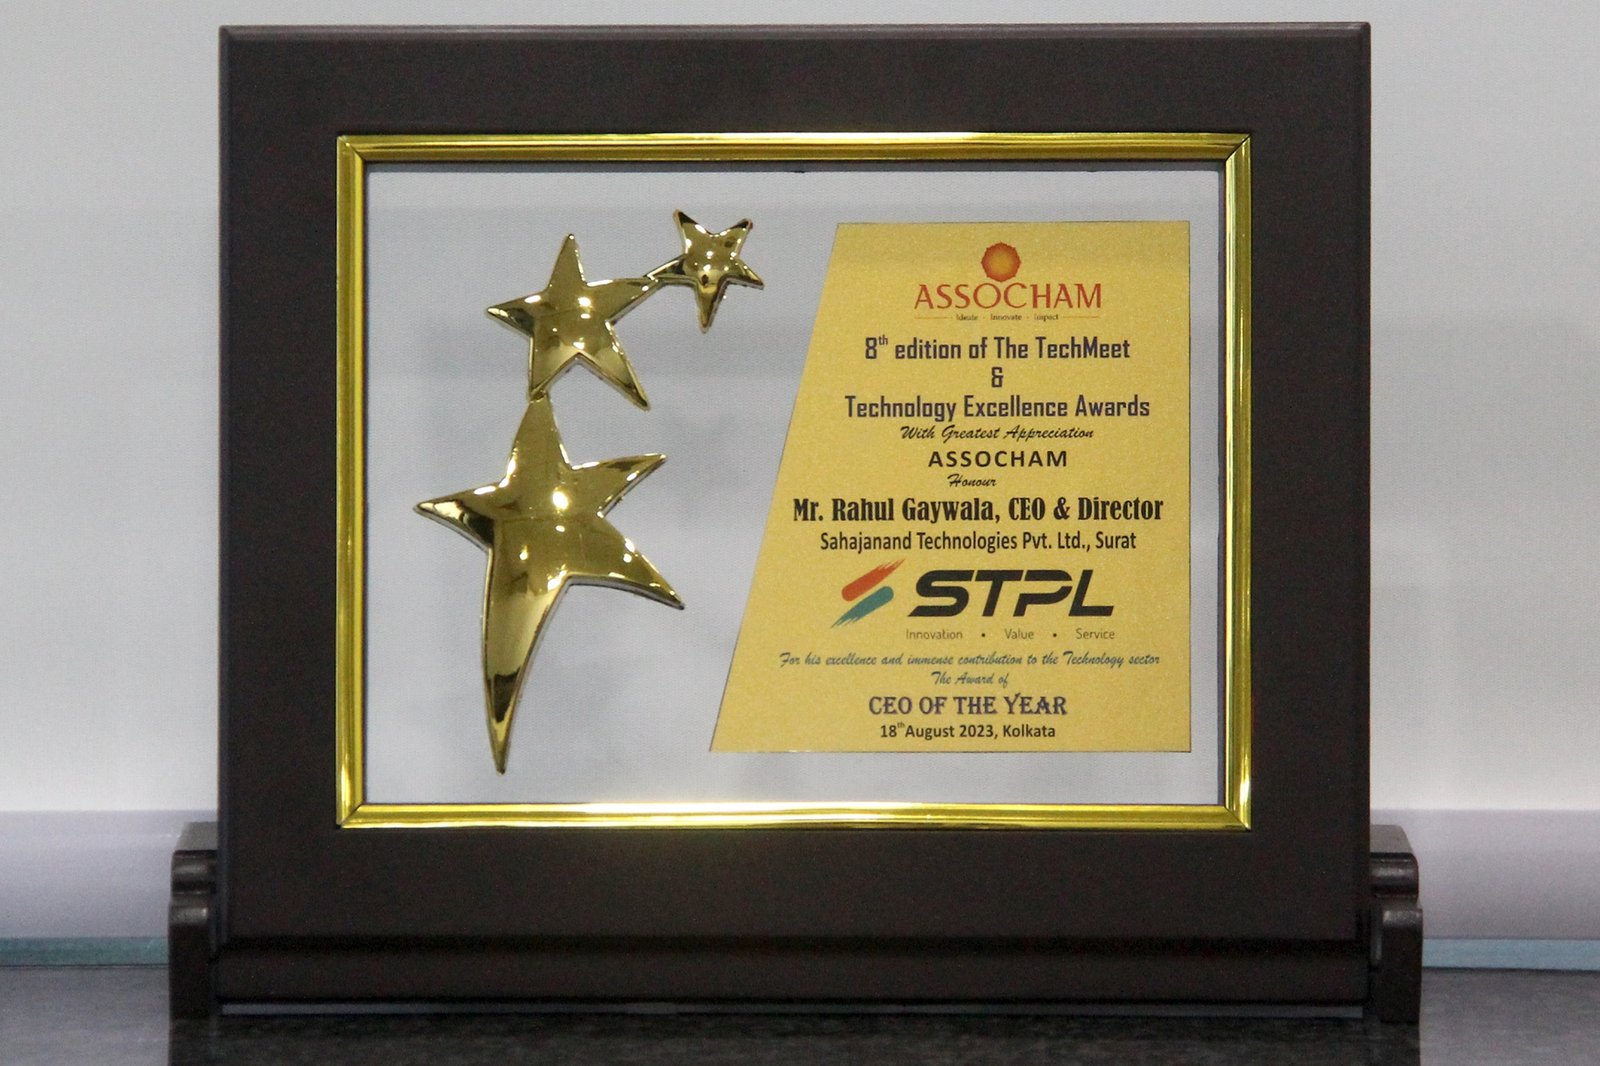 ASSOCHAM
Ideate - Innovate - Impact
8th edition of The TechMeet
&
Technology Excellence Awards
With Greatest Appreciation
ASSOCHAM
Honour
Mr. Rahul Gaywala, CEO & Director
Sahajanand Technologies Pvt. Ltd., Surat
STPL
Innovation • Value • Service
For his excellence and immense contribution to the Technology sector
The Award of
CEO OF THE YEAR
18th August 2023, Kolkata